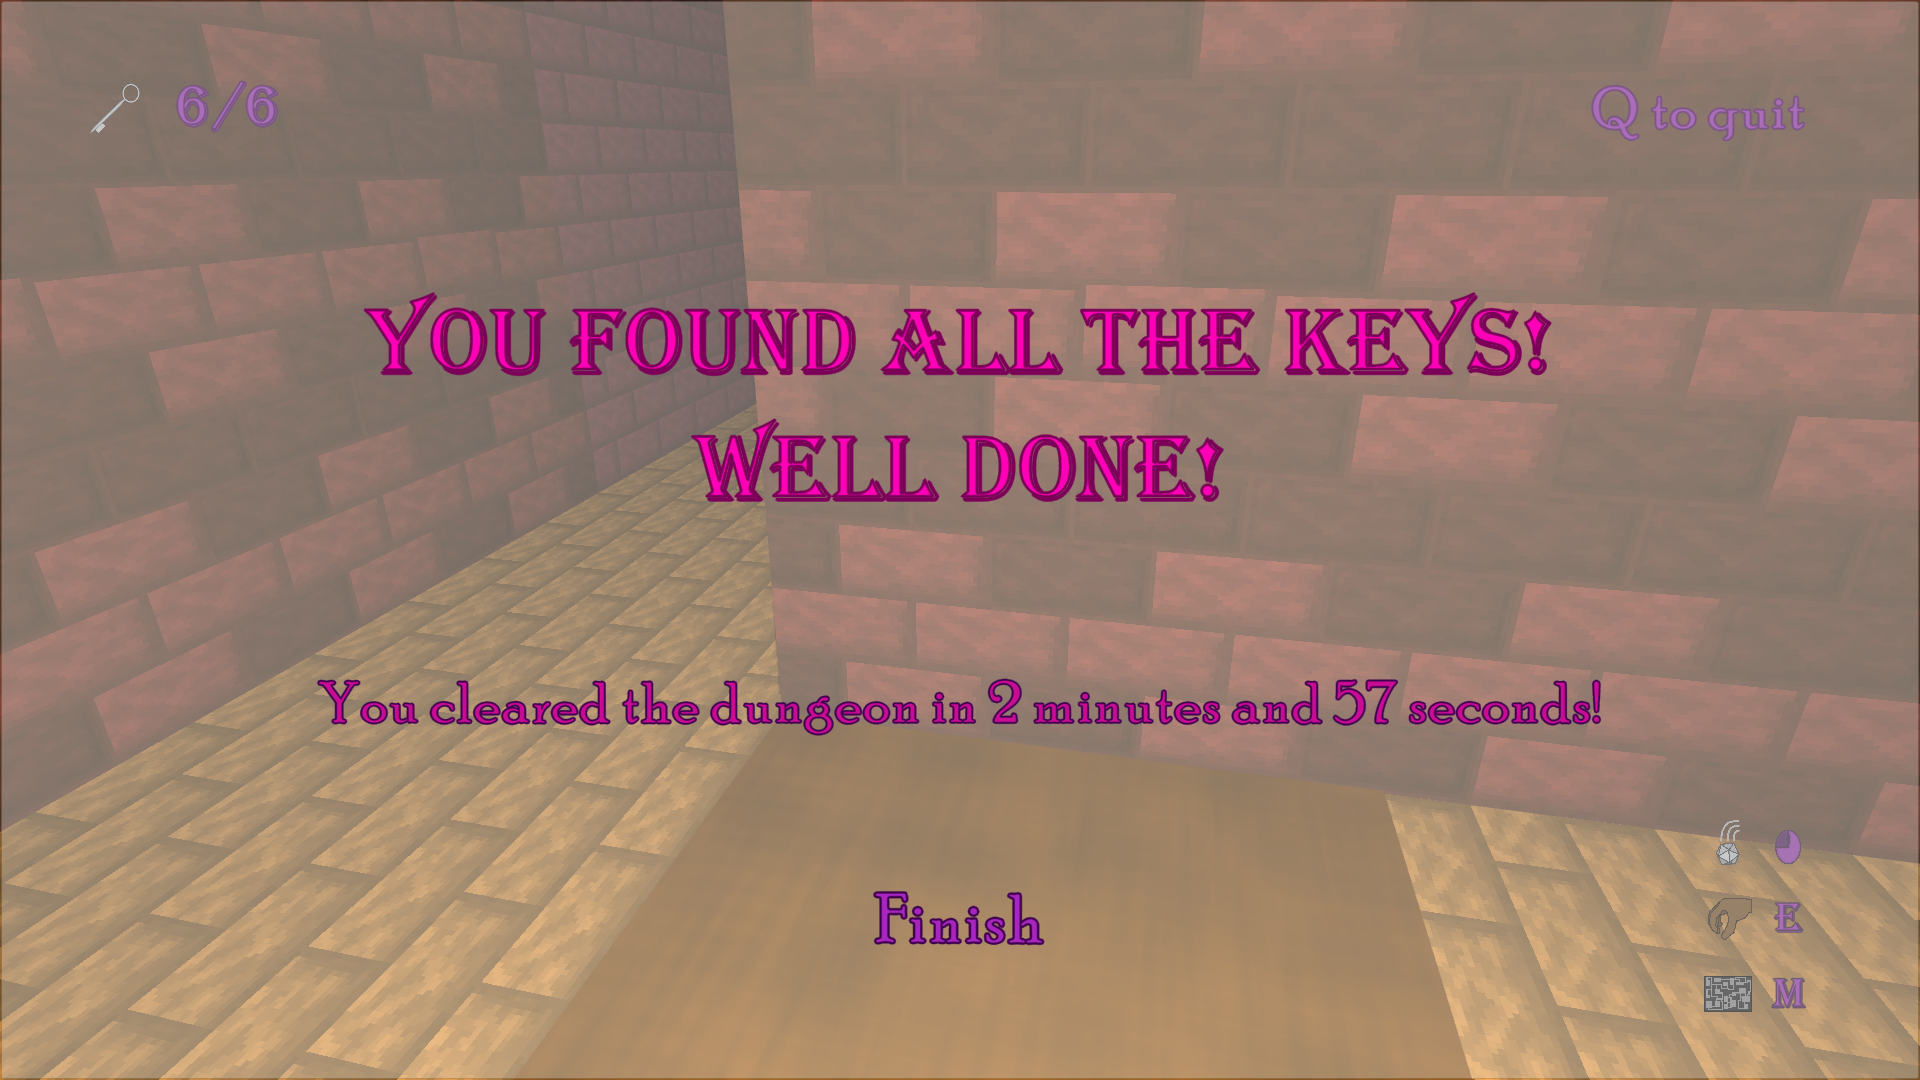 6/6
Q to quit
YOU FOUND ALL THE KEYS!
WELL DONE!
You cleared the dungeon in 2 minutes and 57 seconds!
Finish
E
M